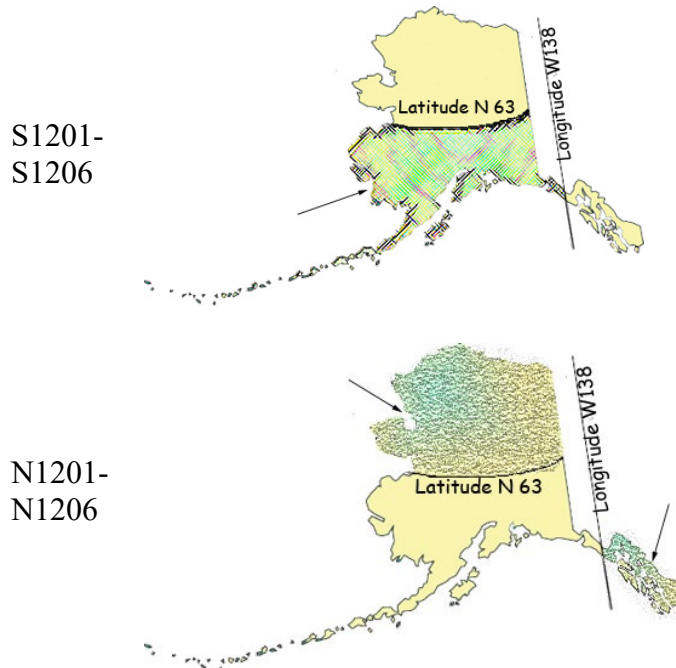 Latitude N 63
Longitude W138
S1201-
S1206
Latitude N 63
Longitude W138
N1201-
N1206